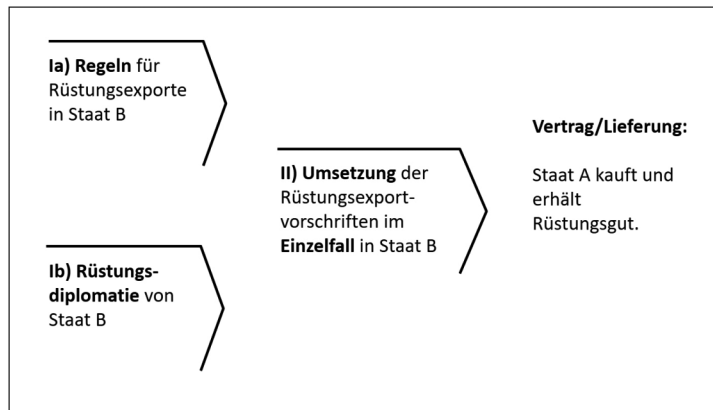 Ia) Regeln für
Rüstungsexporte
in Staat B
Ib) Rüstungs-
diplomatie von
Staat B
II) Umsetzung der
Rüstungsexport-
vorschriften im
Einzelfall in Staat B
Vertrag/Lieferung:
Staat A kauft und
erhält
Rüstungsgut.